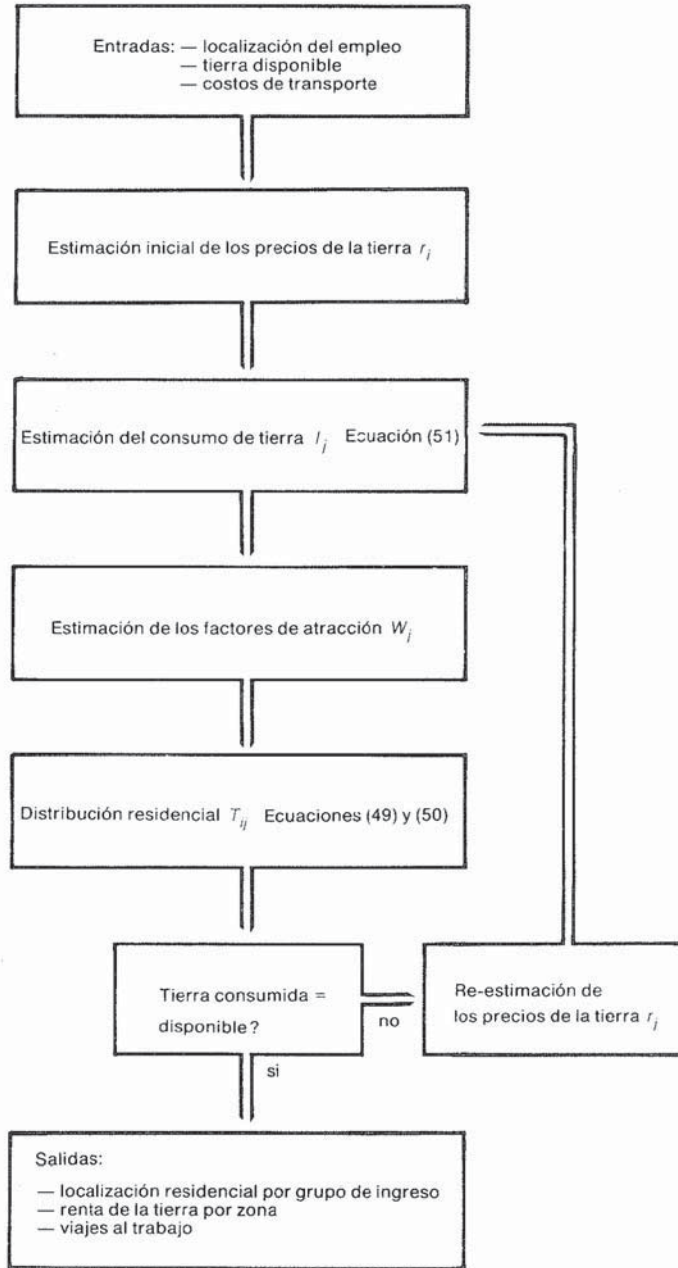 Entradas: — localización del empleo
— tierra disponible
— costos de transporte
Estimación inicial de los precios de la tierra r_j
Estimación del consumo de tierra l_j Ecuación (51)
Estimación de los factores de atracción W_j
Distribución residencial T_ij Ecuaciones (49) y (50)
Tierra consumida =
disponible?
no
Re-estimación de
los precios de la tierra r_j
si
Salidas:
— localización residencial por grupo de ingreso
— renta de la tierra por zona
— viajes al trabajo